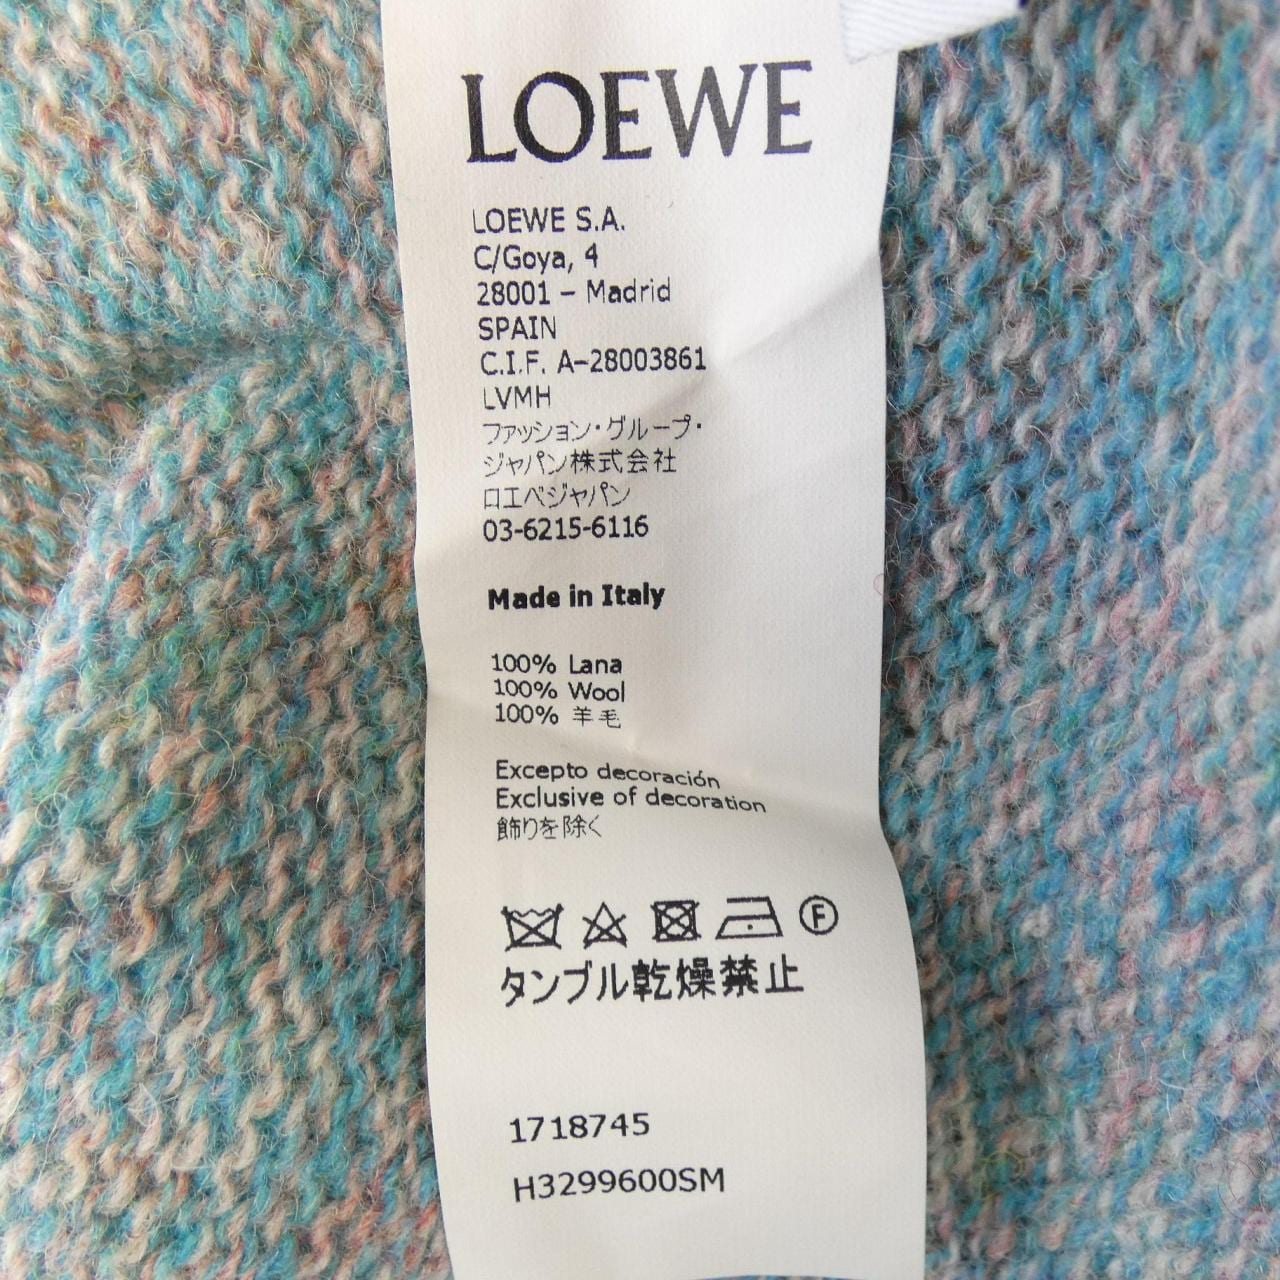 LOEWE
LOEWE S.A.
C/Goya, 4
28001 – Madrid
SPAIN
C.I.F. A–28003861
LVMH
ファッション・グループ・
ジャパン株式会社
ロエベジャパン
03-6215-6116
Made in Italy
100% Lana
100% Wool
100% 羊毛
Excepto decoración
Exclusive of decoration
飾りを除く
F
タンブル乾燥禁止
1718745
H3299600SM